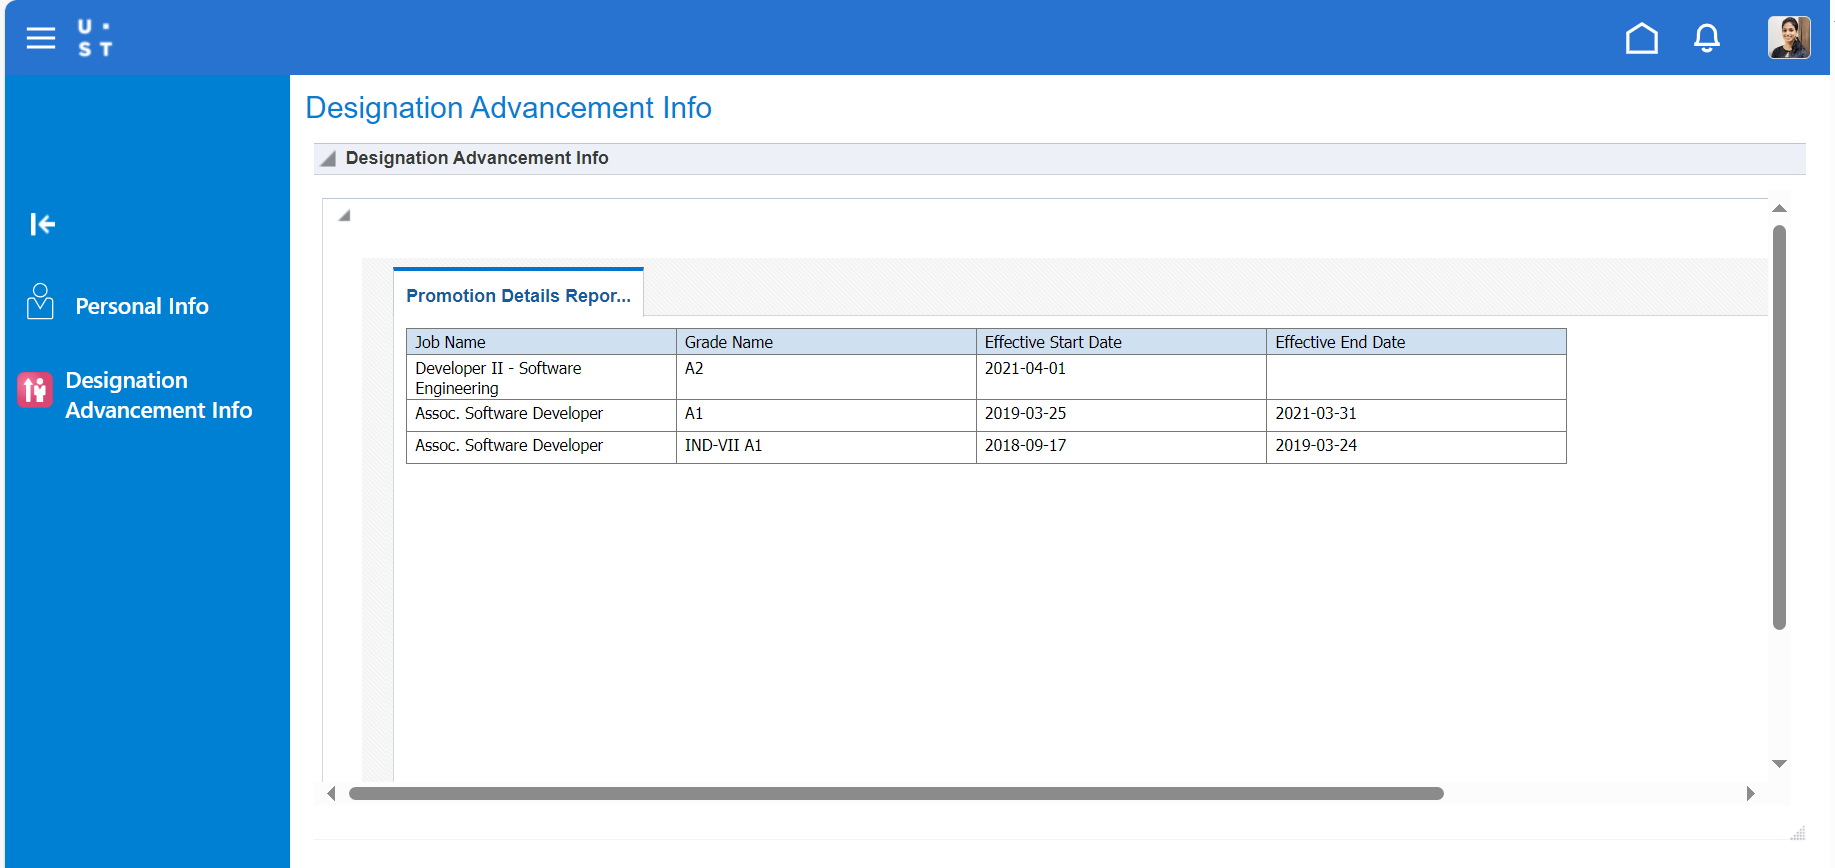 U
ST
Designation Advancement Info
Designation Advancement Info
Personal Info
Designation
Advancement Info
Promotion Details Repor...
Job Name Grade Name Effective Start Date Effective End Date
Developer II - Software A2 2021-04-01
Engineering
Assoc. Software Developer A1 2019-03-25 2021-03-31
Assoc. Software Developer IND-VII A1 2018-09-17 2019-03-24